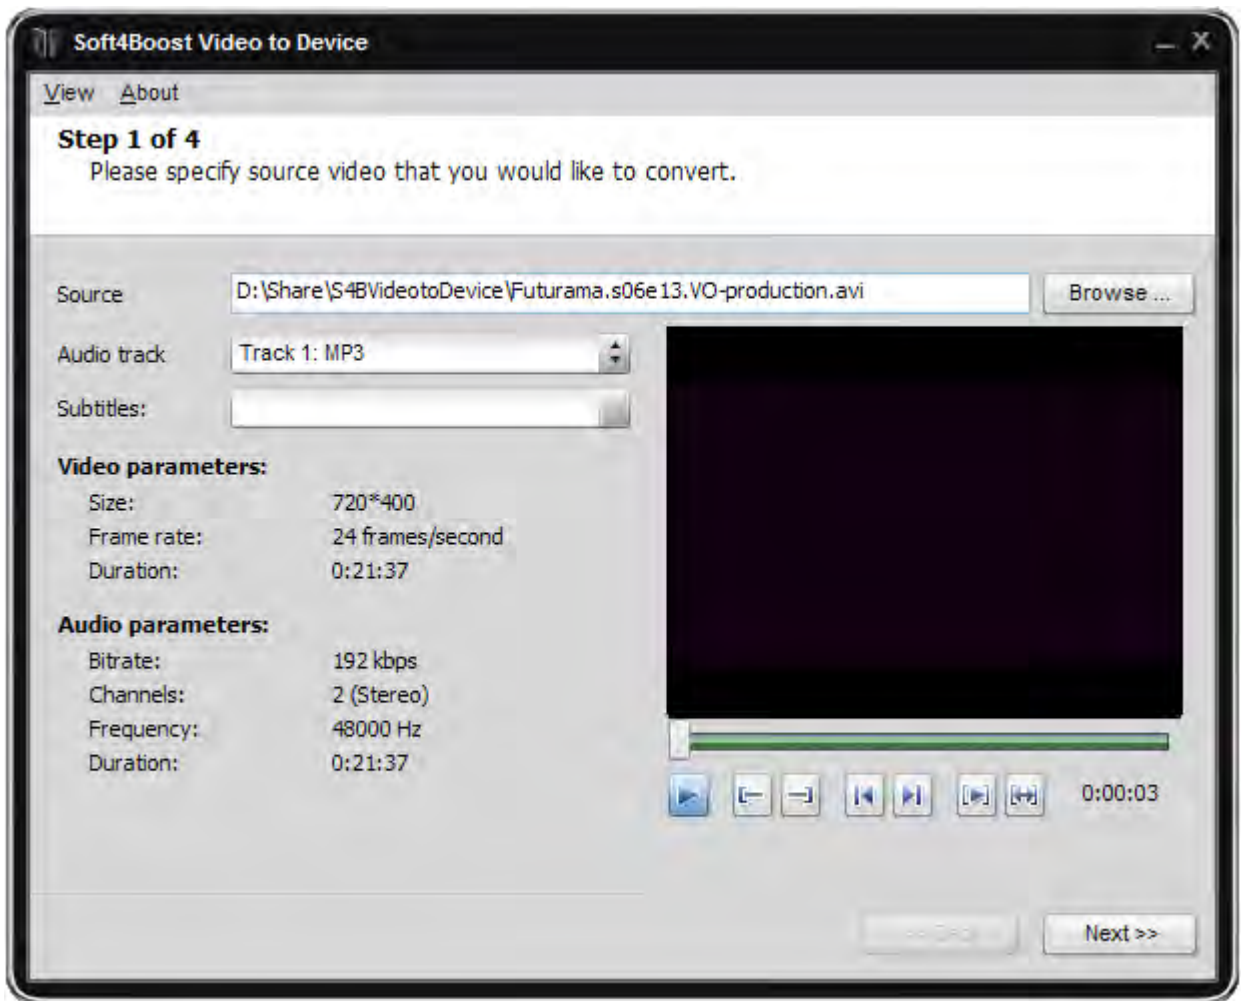 Soft4Boost Video to Device
View About
Step 1 of 4
Please specify source video that you would like to convert.
Source D:\Share\S4BVideotoDevice\Futurama.s06e13.VO-production.avi Browse ...
Audio track Track 1: MP3
Subtitles:
Video parameters:
Size: 720*400
Frame rate: 24 frames/second
Duration: 0:21:37
Audio parameters:
Bitrate: 192 kbps
Channels: 2 (Stereo)
Frequency: 48000 Hz
Duration: 0:21:37
0:00:03
Next >>